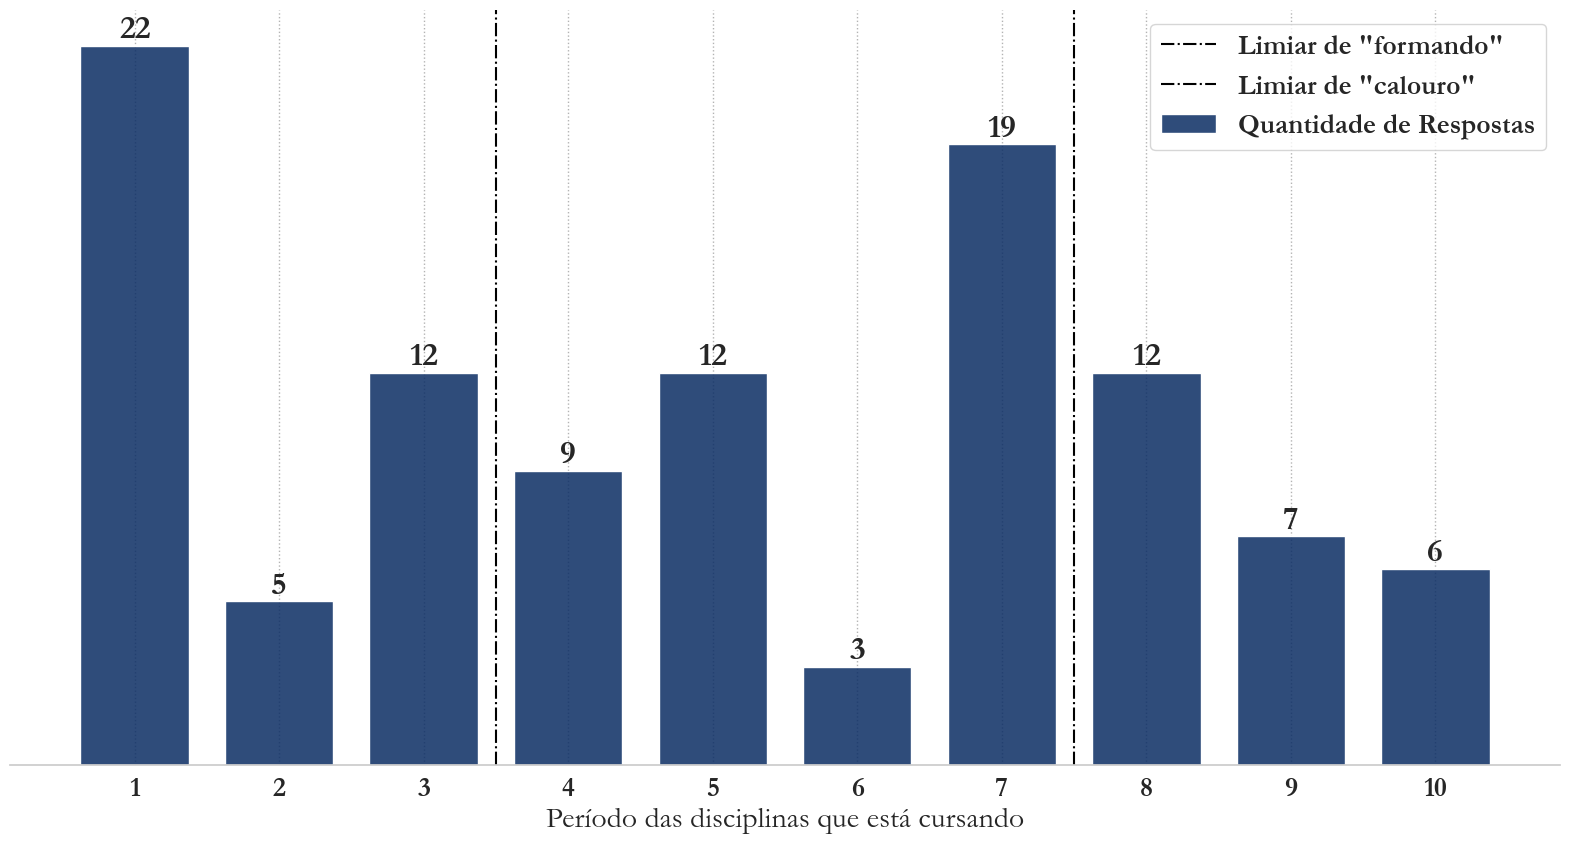 22
Limiar de "formando"
Limiar de "calouro"
Quantidade de Respostas
19
12
12
12
9
7
6
5
3
1 2 3 4 5 6 7 8 9 10
Período das disciplinas que está cursando